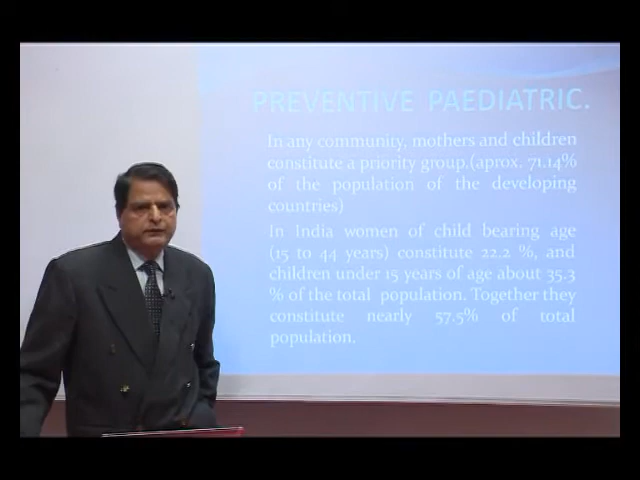 PREVENTIVE PAEDIATRIC.
In any community, mothers and children
constitute a priority group.(aprox. 71.14%
of the population of the developing
countries)
In India women of child bearing age
(15 to 44 years) constitute 22.2 %, and
children under 15 years of age about 35.3
% of the total population. Together they
constitute nearly 57.5% of total
population.